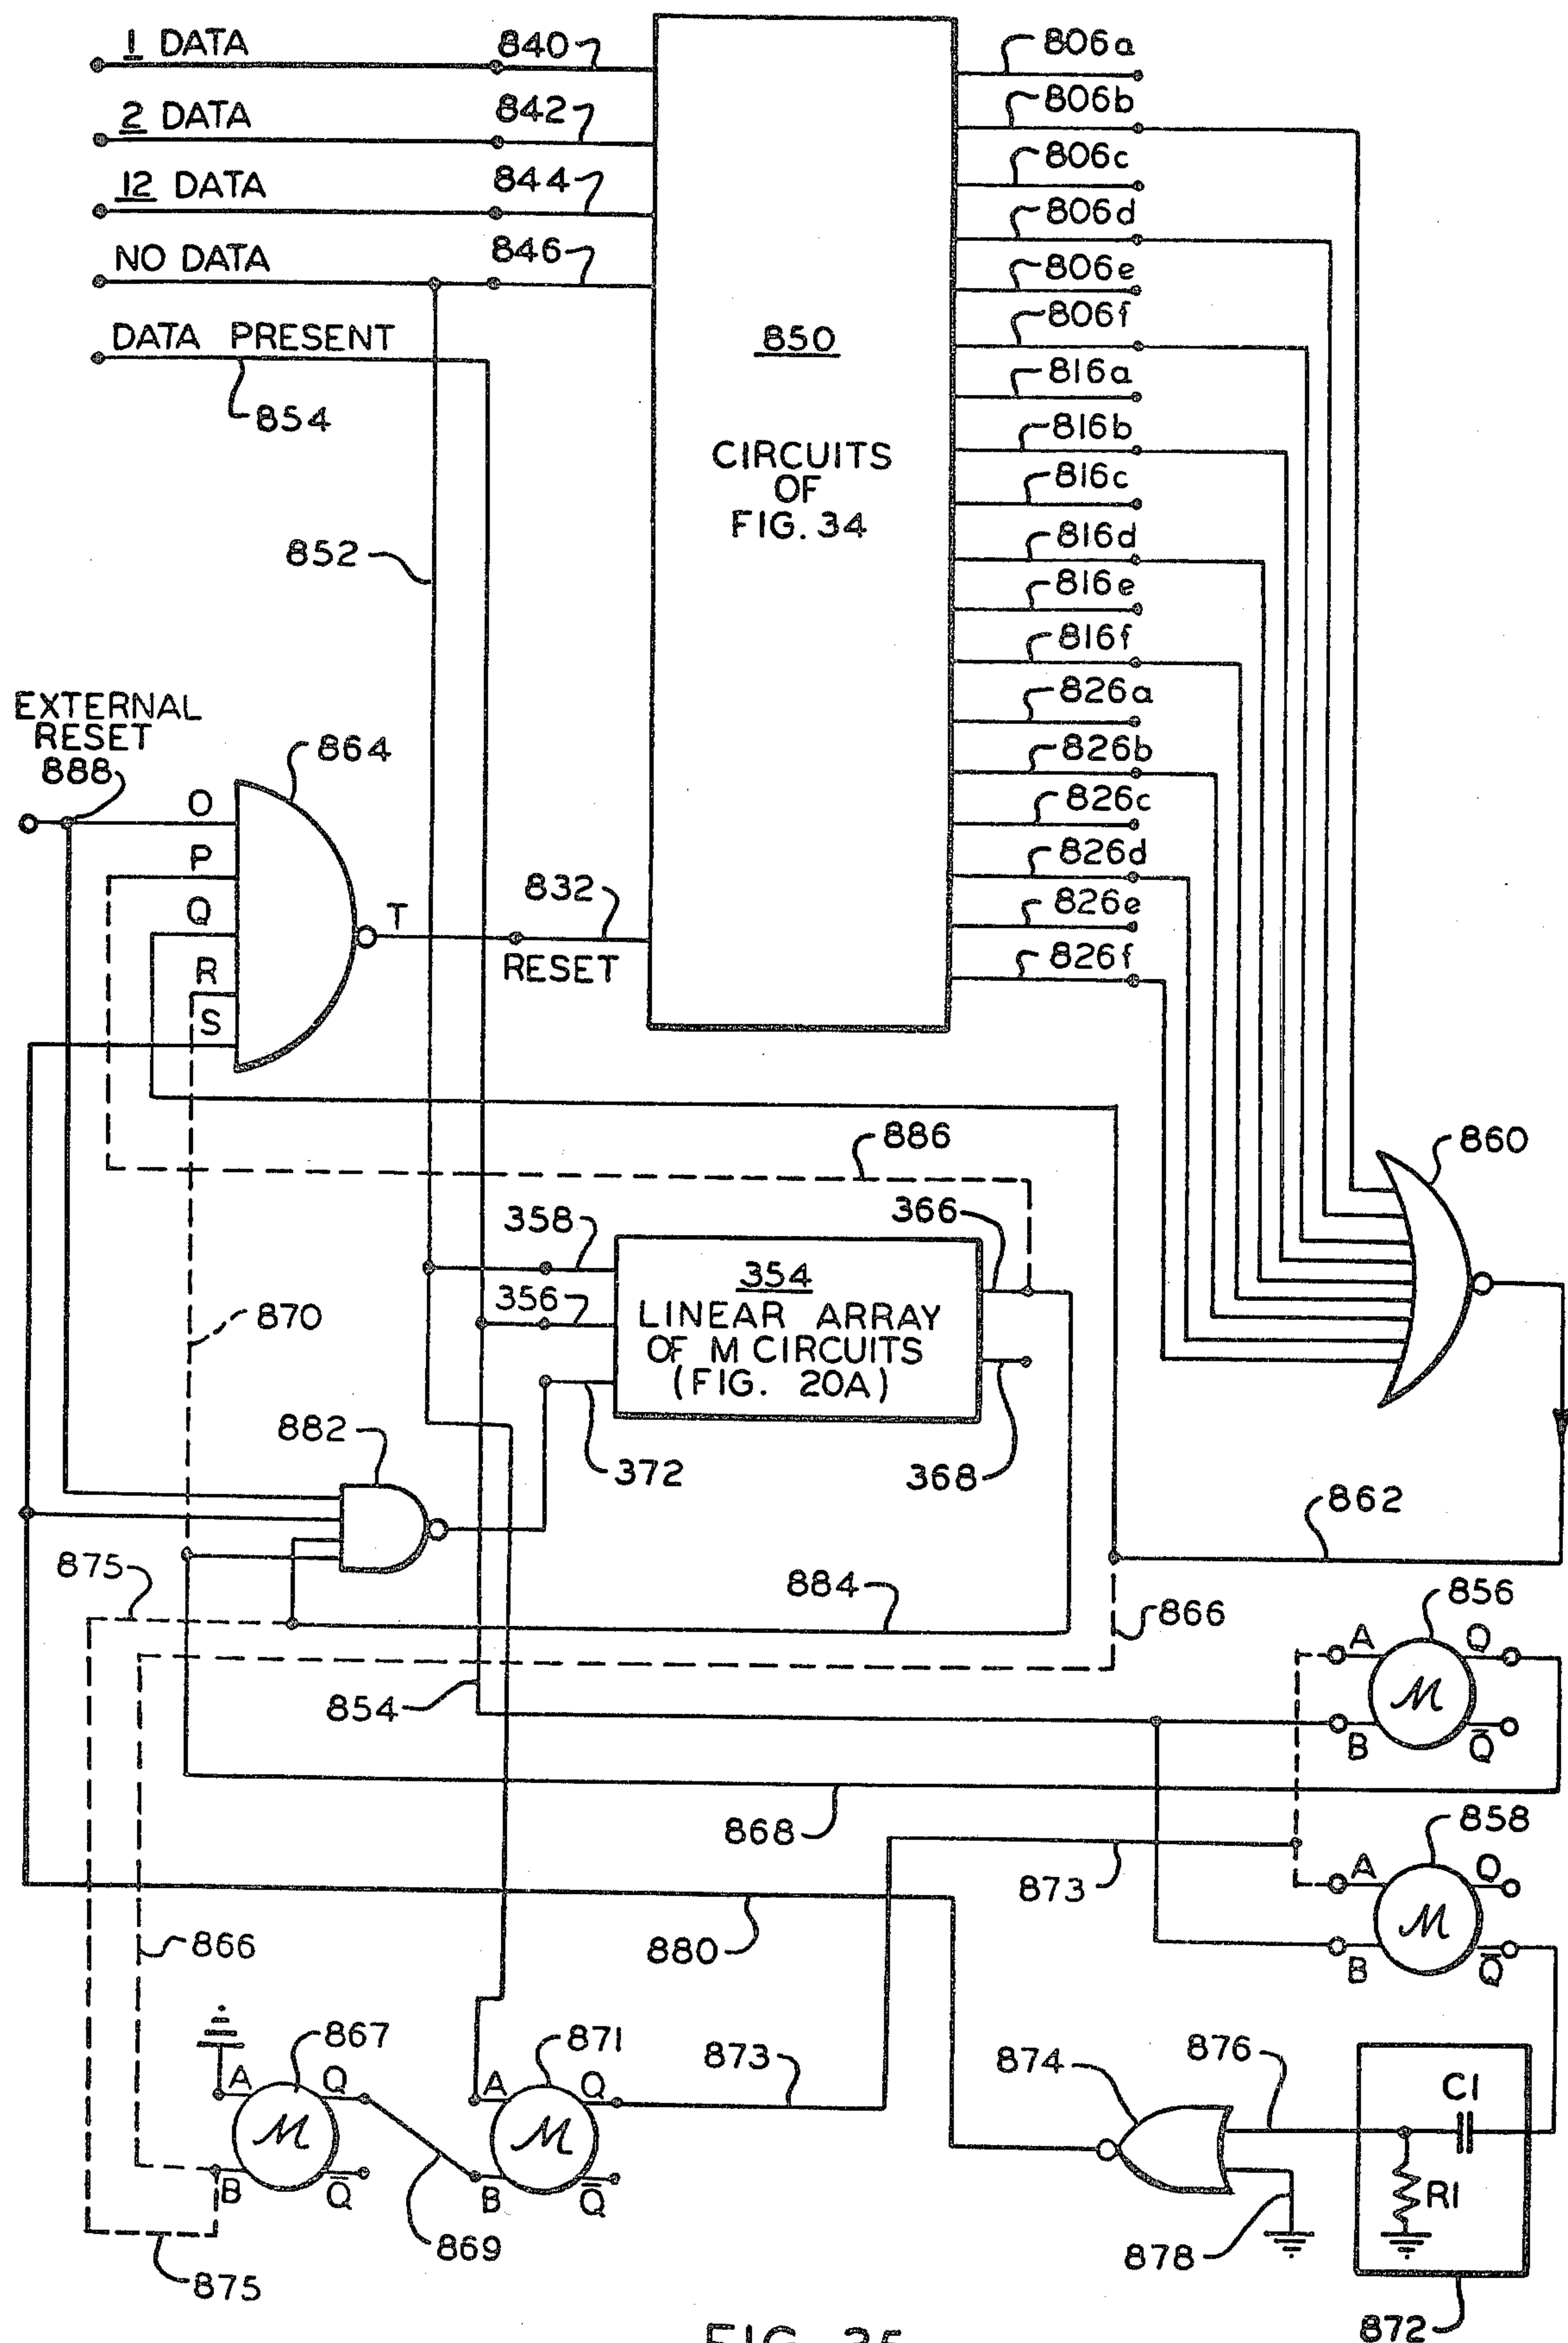 1 DATA
840
806a
2 DATA
842
806b
12 DATA
844
806c
806d
NO DATA
846
806e
DATA PRESENT
854
850
CIRCUITS
OF
FIG. 34
806f
816a
816b
816c
852
816d
816e
816f
826a
826b
826c
826d
826e
826f
EXTERNAL
RESET
888
864
O
P
Q
R
S
T
832
RESET
886
860
358
366
354
356
LINEAR ARRAY
OF M CIRCUITS
(FIG. 20A)
870
882
372
368
862
875
884
866
856
A
Q
M
B
Q̅
854
868
858
873
A
Q
M
B
Q̅
866
880
867
871
873
874
876
C1
A
Q
M
B
Q̅
A
Q
M
B
Q̅
R1
869
878
875
872
FIG. 35